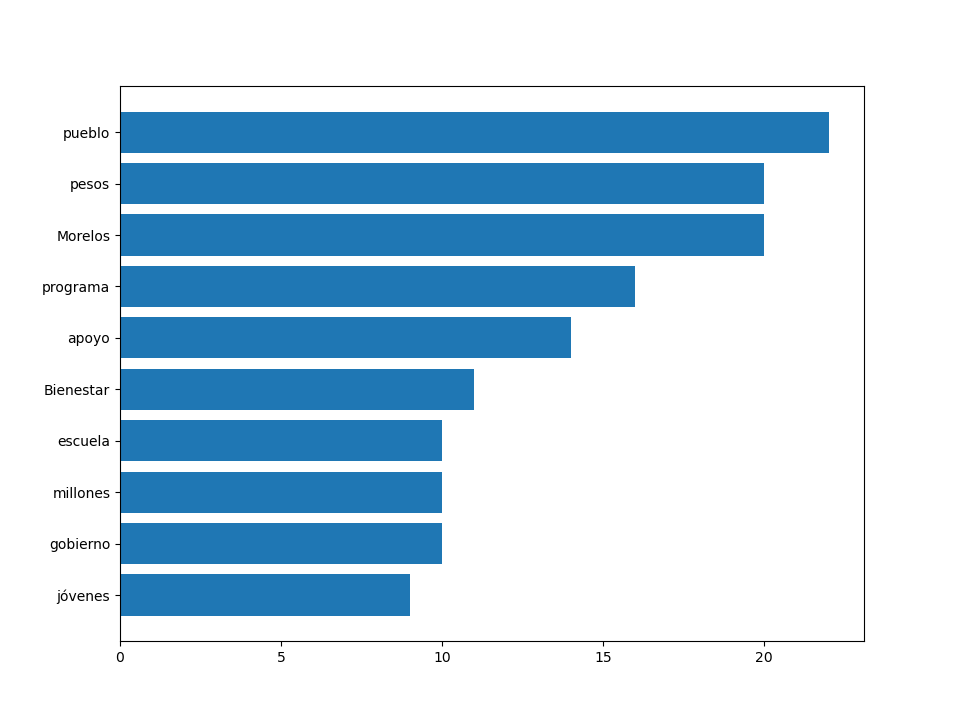 pueblo
pesos
Morelos
programa
apoyo
Bienestar
escuela
millones
gobierno
jóvenes
0 5 10 15 20